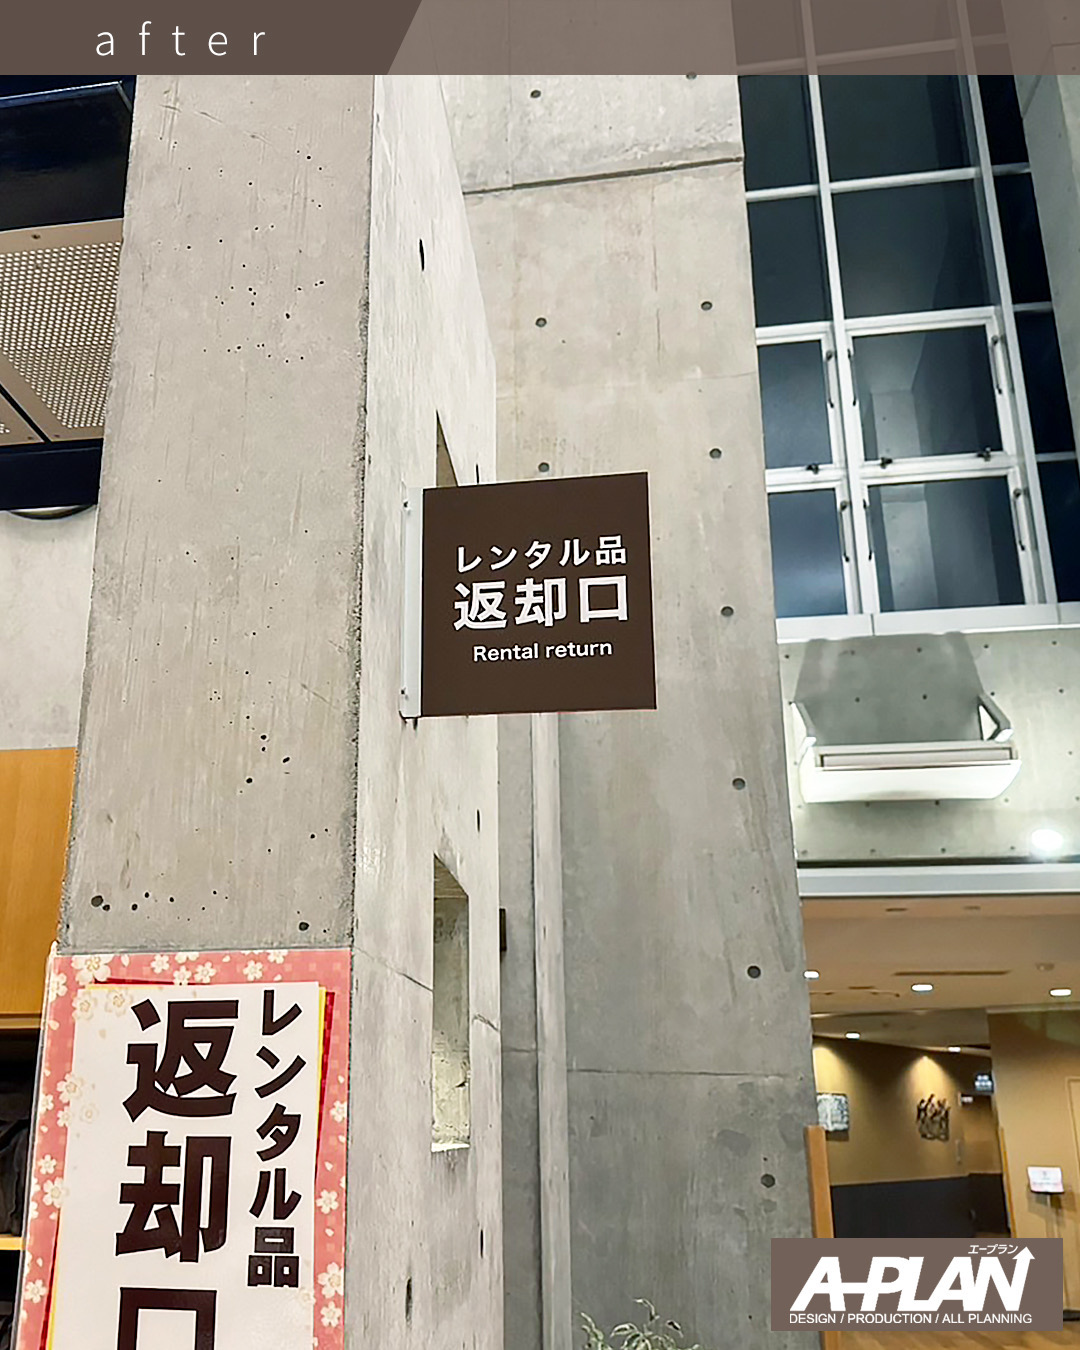 after
レンタル品
返却口
Rental return
レンタル品
返却口
エープラン
A-PLAN
DESIGN / PRODUCTION / ALL PLANNING